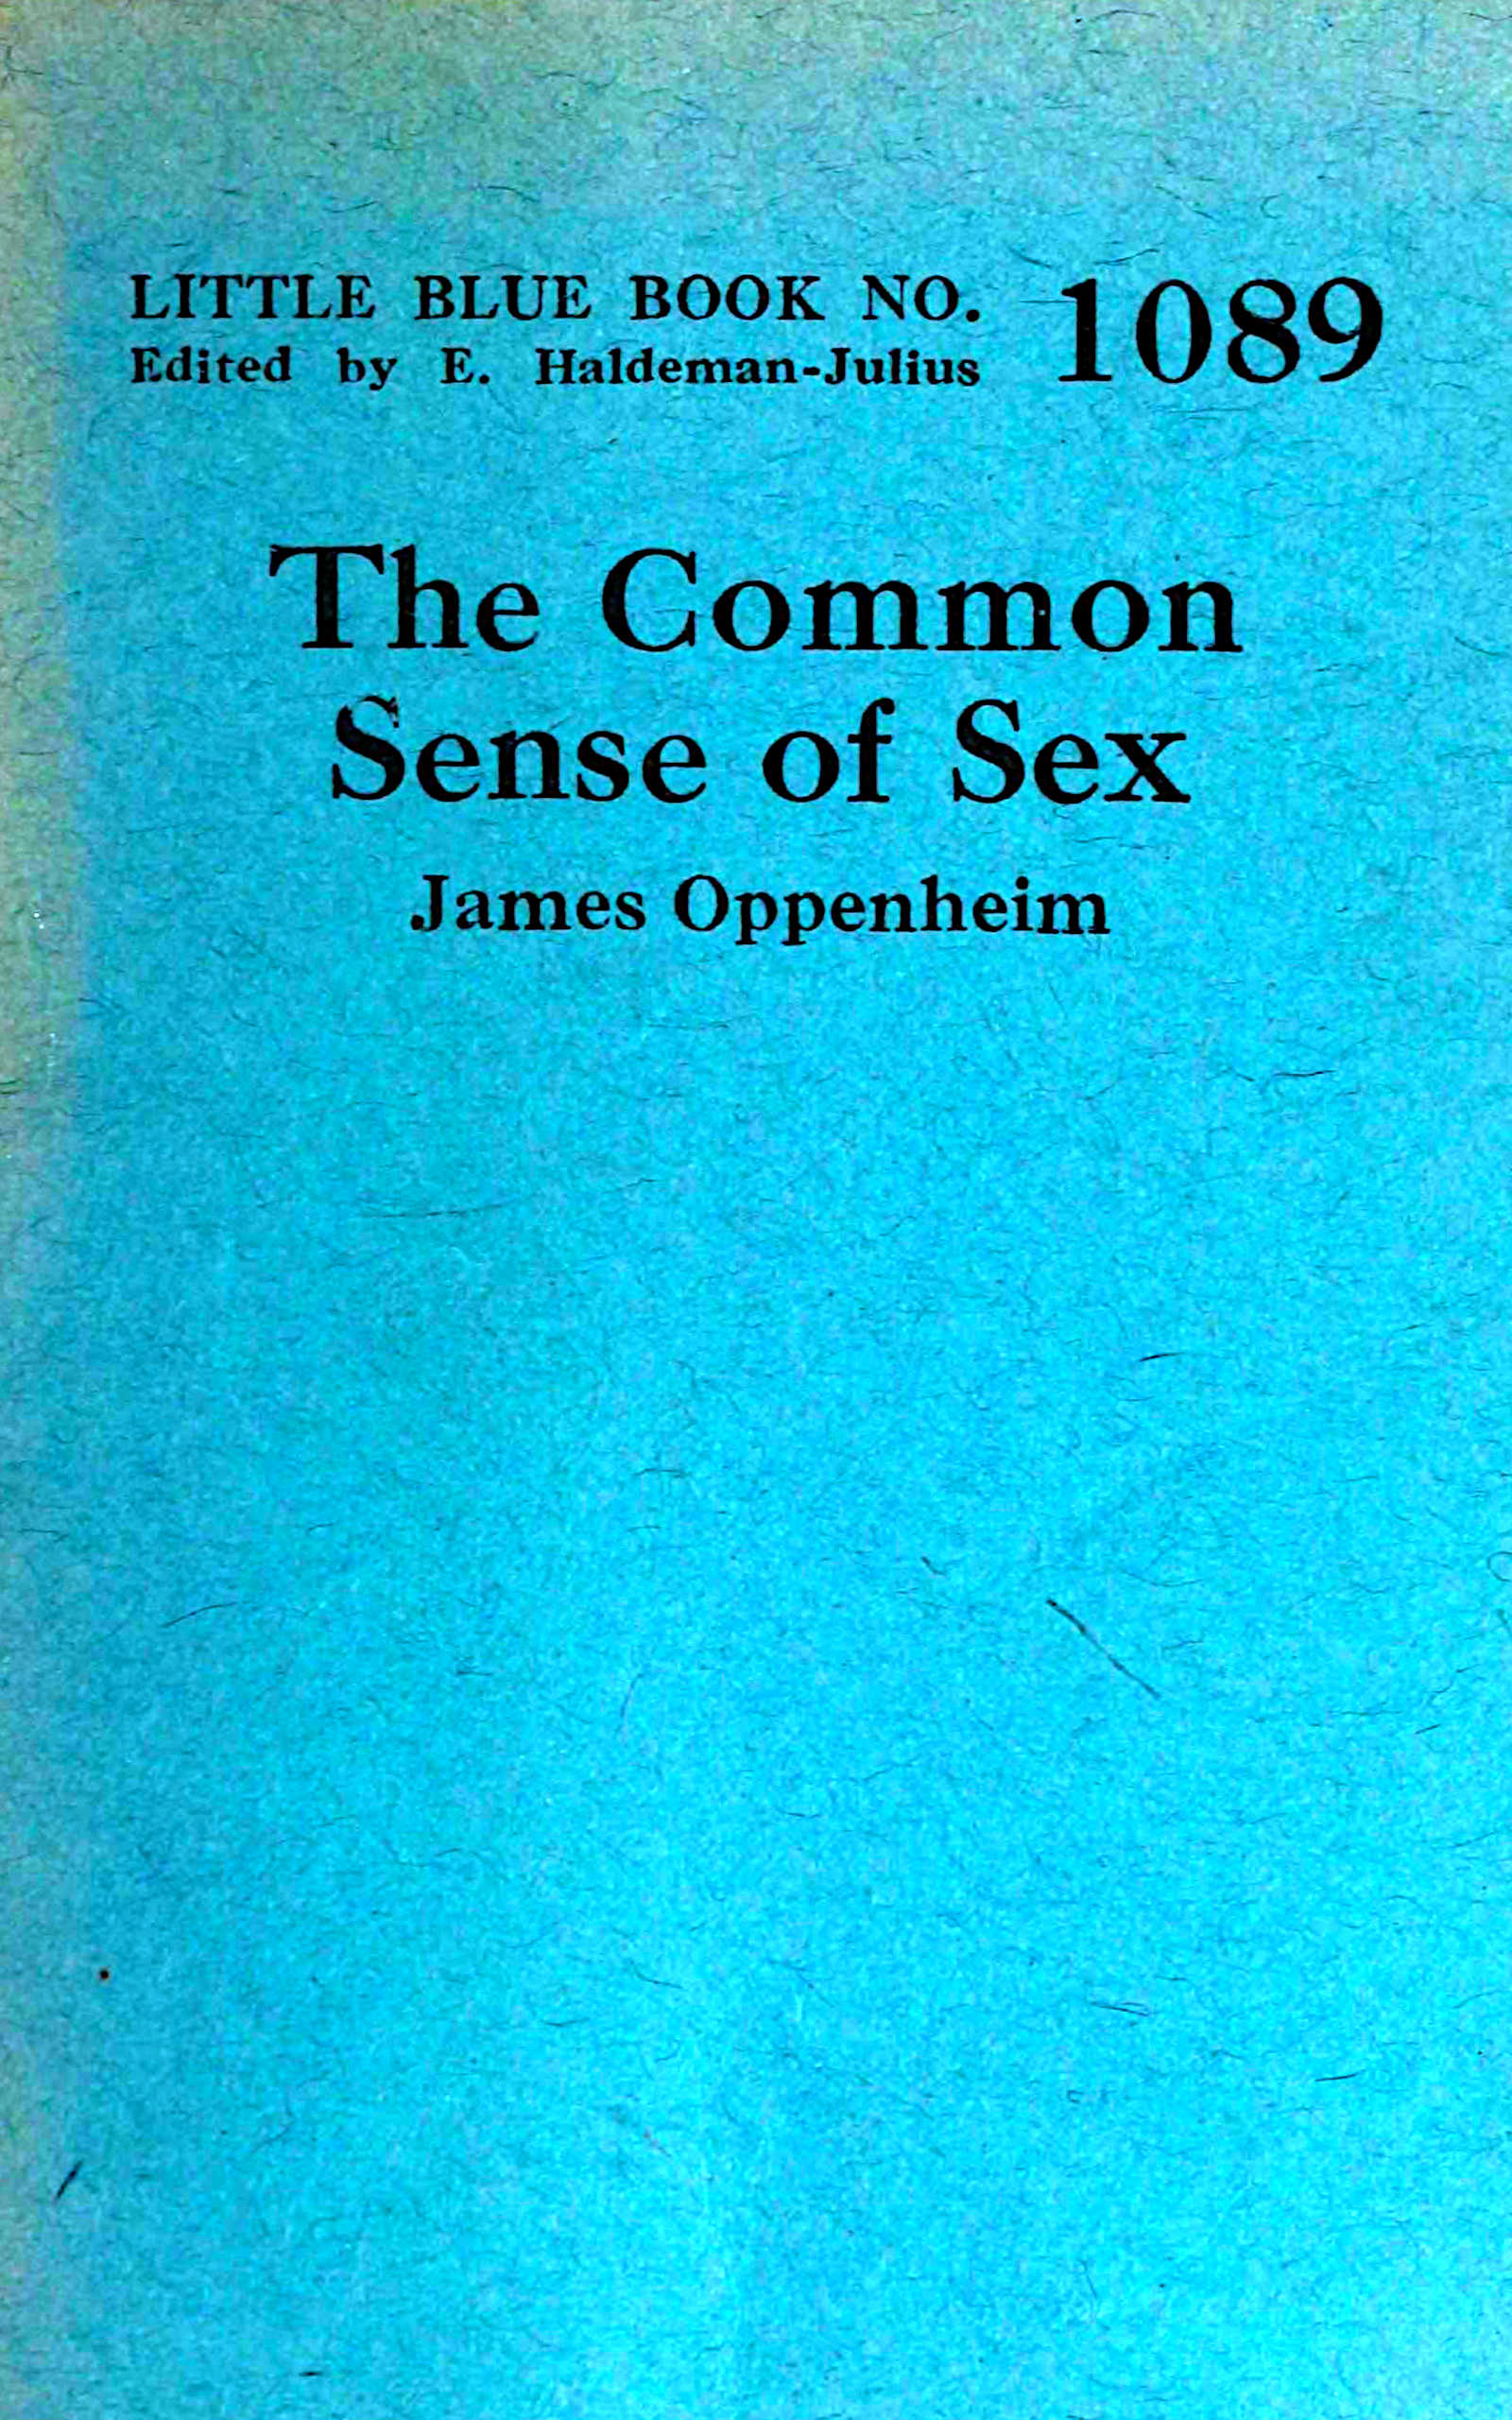 LITTLE BLUE BOOK NO. 1089
Edited by E. Haldeman-Julius
The Common
Sense of Sex
James Oppenheim